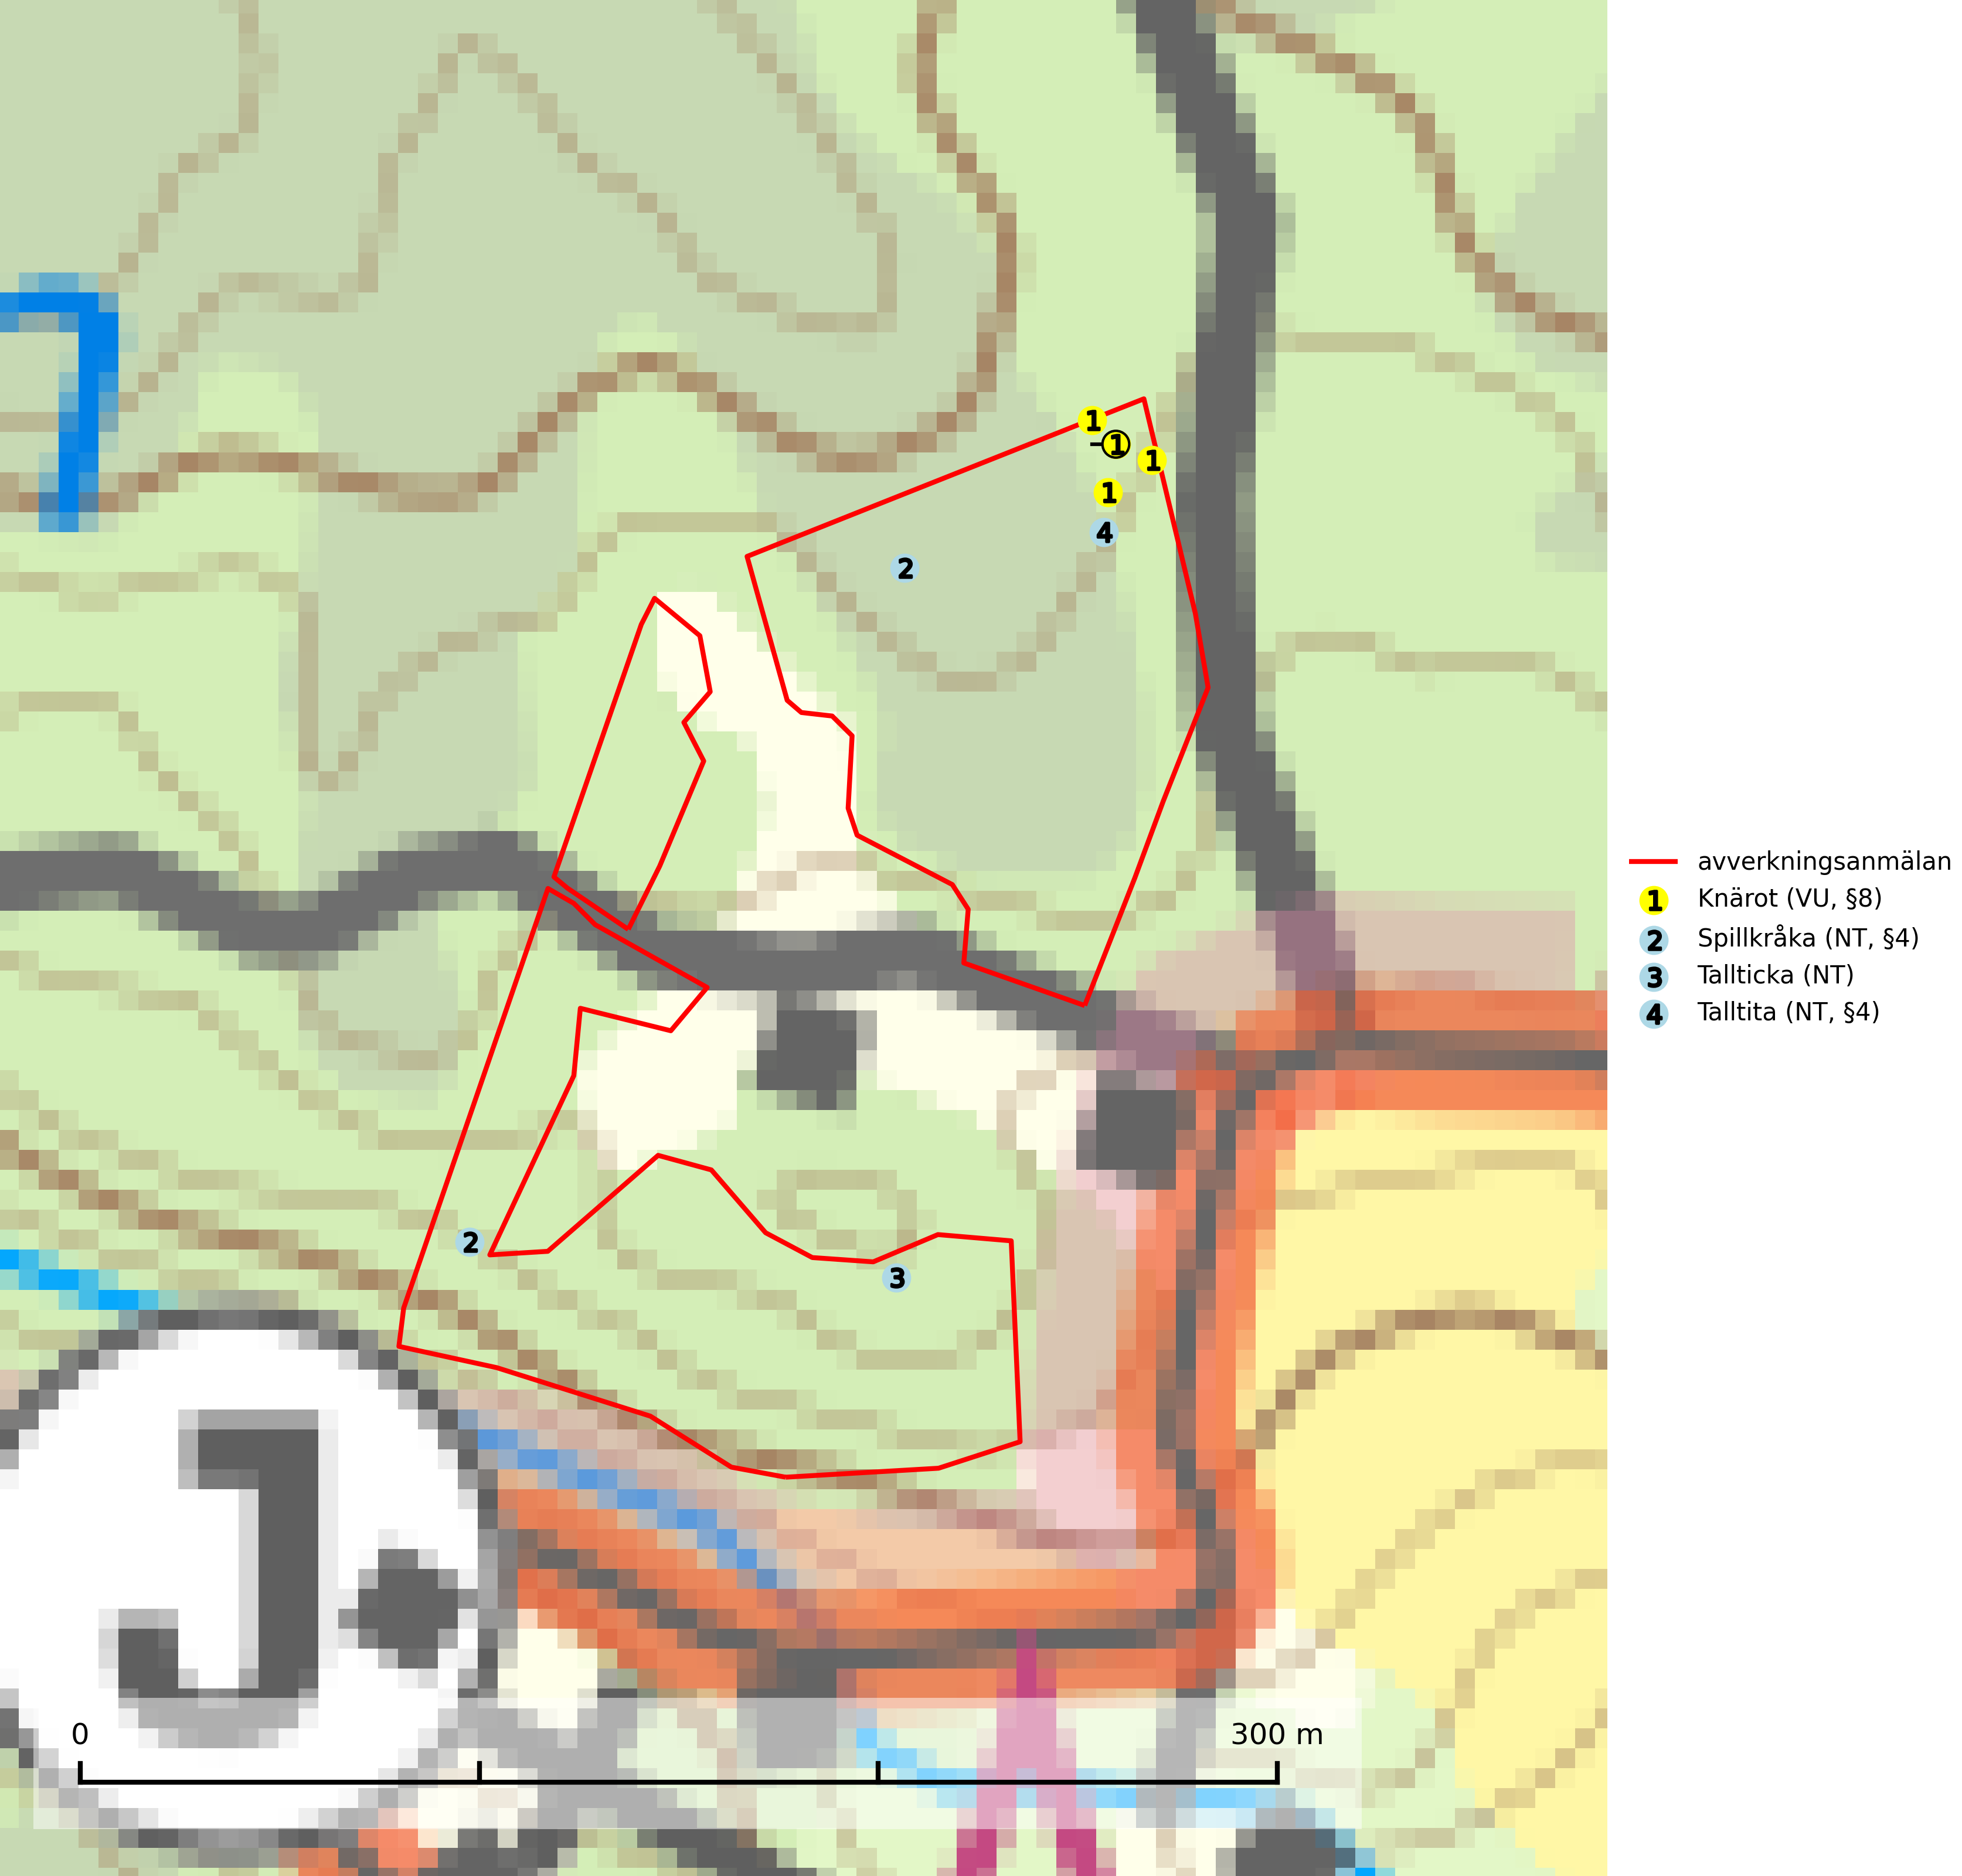 1
1
1
1
4
2
avverkningsanmälan
1 Knärot (VU, §8)
2 Spillkråka (NT, §4)
3 Tallticka (NT)
4 Talltita (NT, §4)
2
3
J
0 300 m